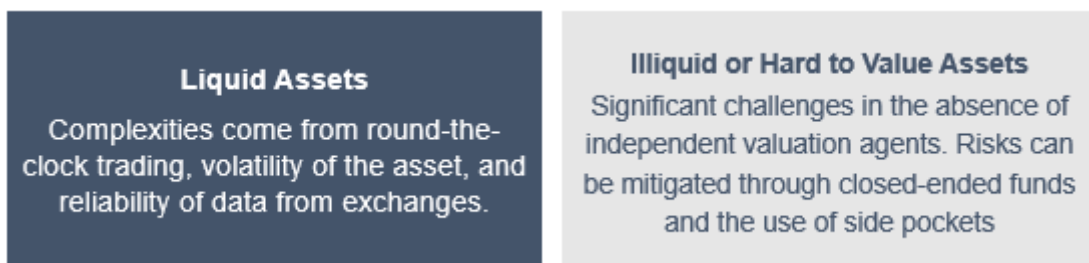 Liquid Assets
Complexities come from round-the-
clock trading, volatility of the asset, and
reliability of data from exchanges.
Illiquid or Hard to Value Assets
Significant challenges in the absence of
independent valuation agents. Risks can
be mitigated through closed-ended funds
and the use of side pockets